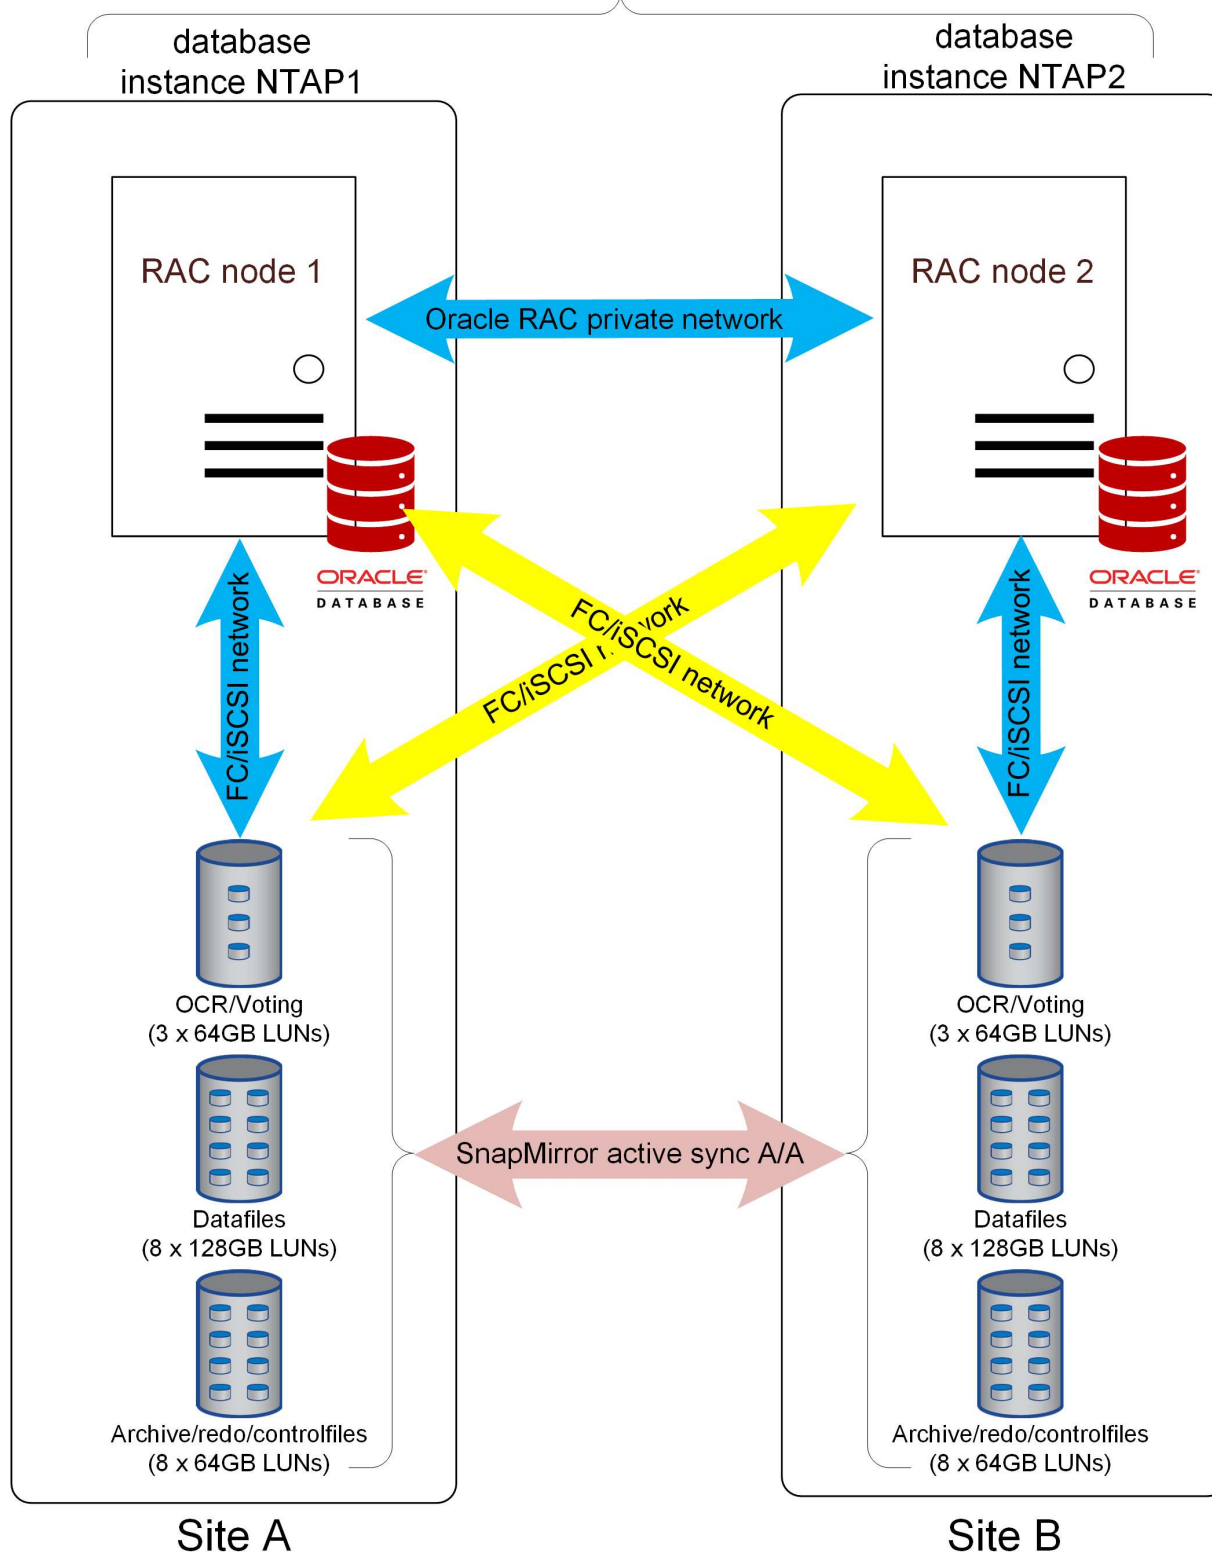 database
instance NTAP1
database
instance NTAP2
RAC node 1
RAC node 2
Oracle RAC private network
ORACLE
DATABASE
ORACLE
DATABASE
FC/iSCSI network
FC/iSCSI network
FC/iSCSI network
FC/iSCSI network
OCR/Voting
(3 x 64GB LUNs)
OCR/Voting
(3 x 64GB LUNs)
SnapMirror active sync A/A
Datafiles
(8 x 128GB LUNs)
Datafiles
(8 x 128GB LUNs)
Archive/redo/controlfiles
(8 x 64GB LUNs)
Archive/redo/controlfiles
(8 x 64GB LUNs)
Site A
Site B